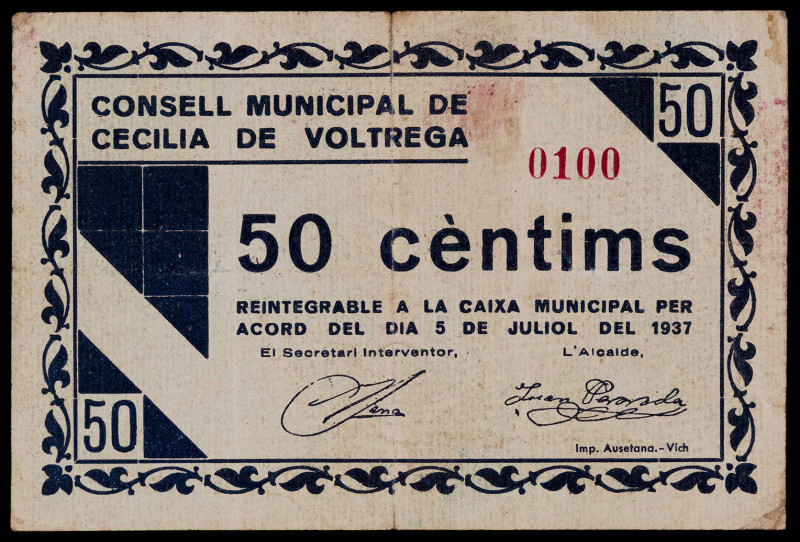 CONSELL MUNICIPAL DE
CECILIA DE VOLTREGA
50
0100
50 cèntims
REINTEGRABLE A LA CAIXA MUNICIPAL PER
ACORD DEL DIA 5 DE JULIOL DEL 1937
El Secretari Interventor, L'Alcalde,
Juan
50
Imp. Ausetana.-Vich